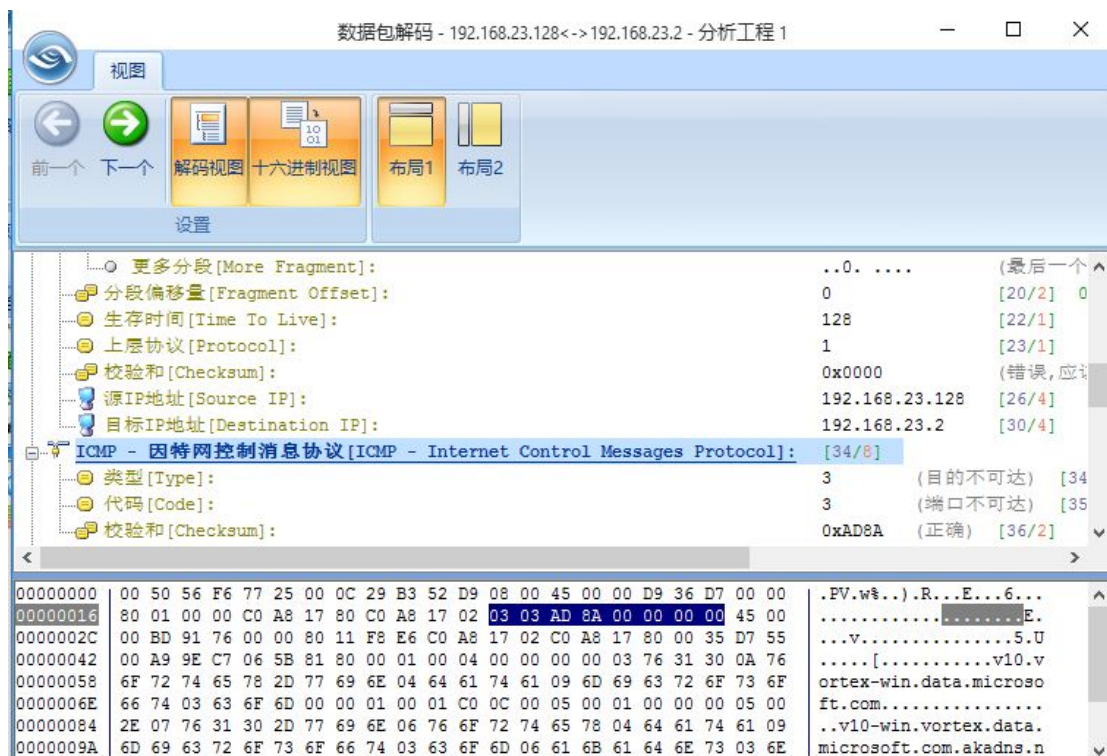 数据包解码 - 192.168.23.128<->192.168.23.2 - 分析工程 1
视图
前一个 下一个 解码视图 十六进制视图 布局1 布局2
设置
更多分段[More Fragment]: ..0. .... (最后一个
分段偏移量[Fragment Offset]: 0 [20/2] 0
生存时间[Time To Live]: 128 [22/1]
上层协议[Protocol]: 1 [23/1]
校验和[Checksum]: 0x0000 (错误,应该
源IP地址[Source IP]: 192.168.23.128 [26/4]
目标IP地址[Destination IP]: 192.168.23.2 [30/4]
ICMP - 因特网控制消息协议[ICMP - Internet Control Messages Protocol]: [34/8]
类型[Type]: 3 (目的不可达) [34
代码[Code]: 3 (端口不可达) [35
校验和[Checksum]: 0xAD8A (正确) [36/2]
00000000 00 50 56 F6 77 25 00 0C 29 B3 52 D9 08 00 45 00 00 D9 36 D7 00 00 .PV.w%..).R...E...6...
00000016 80 01 00 00 C0 A8 17 80 C0 A8 17 02 03 03 AD 8A 00 00 00 00 45 00 ....................E.
0000002C 00 BD 91 76 00 00 80 11 F8 E6 C0 A8 17 02 C0 A8 17 80 00 35 D7 55 ...v...............5.U
00000042 00 A9 9E C7 06 5B 81 80 00 01 00 04 00 00 00 00 03 76 31 30 0A 76 .....[...........v10.v
00000058 6F 72 74 65 78 2D 77 69 6E 04 64 61 74 61 09 6D 69 63 72 6F 73 6F ortex-win.data.microso
0000006E 66 74 03 63 6F 6D 00 00 01 00 01 C0 0C 00 05 00 01 00 00 00 05 00 ft.com................
00000084 2E 07 76 31 30 2D 77 69 6E 06 76 6F 72 74 65 78 04 64 61 74 61 09 ..v10-win.vortex.data.
0000009A 6D 69 63 72 6F 73 6F 66 74 03 63 6F 6D 06 61 6B 61 64 6E 73 03 6E microsoft.com.akadns.n